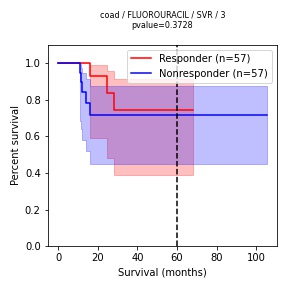 coad / FLUOROURACIL / SVR / 3
pvalue=0.3728
Responder (n=57)
Nonresponder (n=57)
Percent survival
1.0
0.8
0.6
0.4
0.2
0.0
0 20 40 60 80 100
Survival (months)